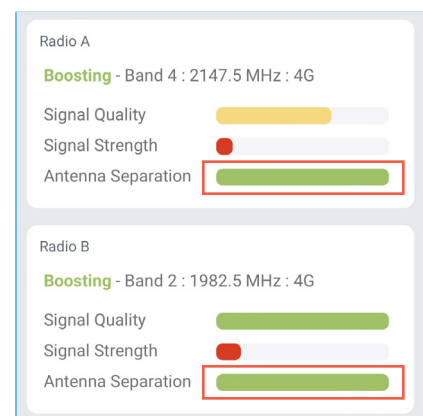 Radio A
Boosting - Band 4 : 2147.5 MHz : 4G
Signal Quality
Signal Strength
Antenna Separation
Radio B
Boosting - Band 2 : 1982.5 MHz : 4G
Signal Quality
Signal Strength
Antenna Separation